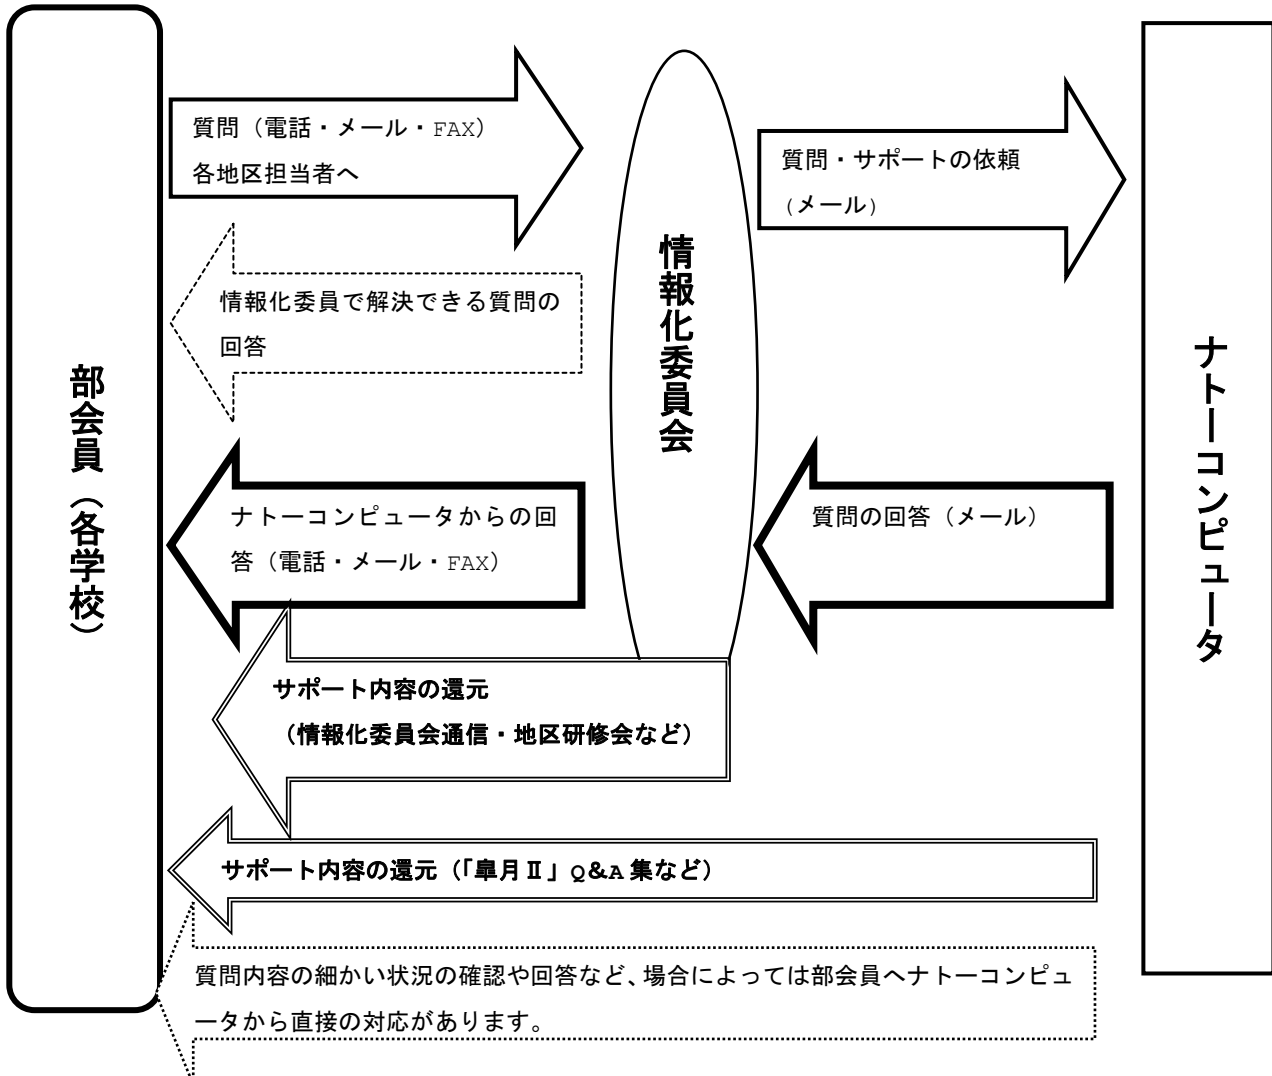 部会員（各学校）
質問（電話・メール・FAX）
各地区担当者へ
情報化委員で解決できる質問の
回答
ナトーコンピュータからの回
答（電話・メール・FAX）
サポート内容の還元
（情報化委員会通信・地区研修会など）
サポート内容の還元（「皐月Ⅱ」Q&A 集など）
質問内容の細かい状況の確認や回答など、場合によっては部会員へナトーコンピュ
ータから直接の対応があります。
情報化委員会
質問・サポートの依頼
（メール）
質問の回答（メール）
ナトーコンピュータ